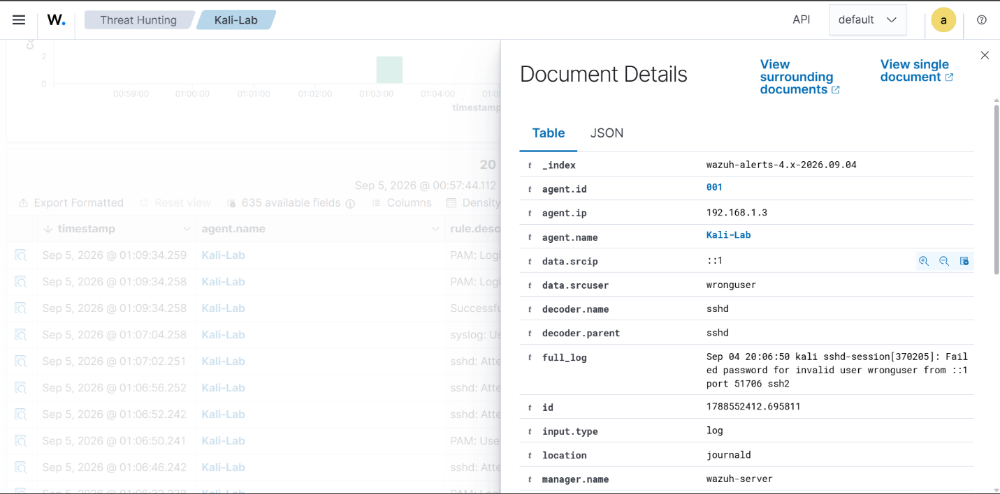 W.
Threat Hunting
Kali-Lab
API
default
a
2
0
00:59:00
01:00:00
01:01:00
01:02:00
01:03:00
01:04:00
timestamp
20
Sep 5, 2026 @ 00:57:44.112
Export Formatted
Reset view
635 available fields
Columns
Density
timestamp
agent.name
rule.desc
Sep 5, 2026 @ 01:09:34.259 Kali-Lab PAM: Logi
Sep 5, 2026 @ 01:09:34.258 Kali-Lab PAM: Logi
Sep 5, 2026 @ 01:09:34.258 Kali-Lab Successfu
Sep 5, 2026 @ 01:07:04.258 Kali-Lab syslog: Us
Sep 5, 2026 @ 01:07:02.251 Kali-Lab sshd: Atte
Sep 5, 2026 @ 01:06:56.252 Kali-Lab sshd: Atte
Sep 5, 2026 @ 01:06:52.242 Kali-Lab sshd: Atte
Sep 5, 2026 @ 01:06:50.241 Kali-Lab PAM: Use
Sep 5, 2026 @ 01:06:46.242 Kali-Lab sshd: Atte
Document Details
View
surrounding
documents
View single
document
Table
JSON
t _index wazuh-alerts-4.x-2026.09.04
t agent.id 001
t agent.ip 192.168.1.3
t agent.name Kali-Lab
t data.srcip ::1
t data.srcuser wronguser
t decoder.name sshd
t decoder.parent sshd
t full_log Sep 04 20:06:50 kali sshd-session[370205]: Fail
ed password for invalid user wronguser from ::1
port 51706 ssh2
t id 1788552412.695811
t input.type log
t location journald
t manager.name wazuh-server